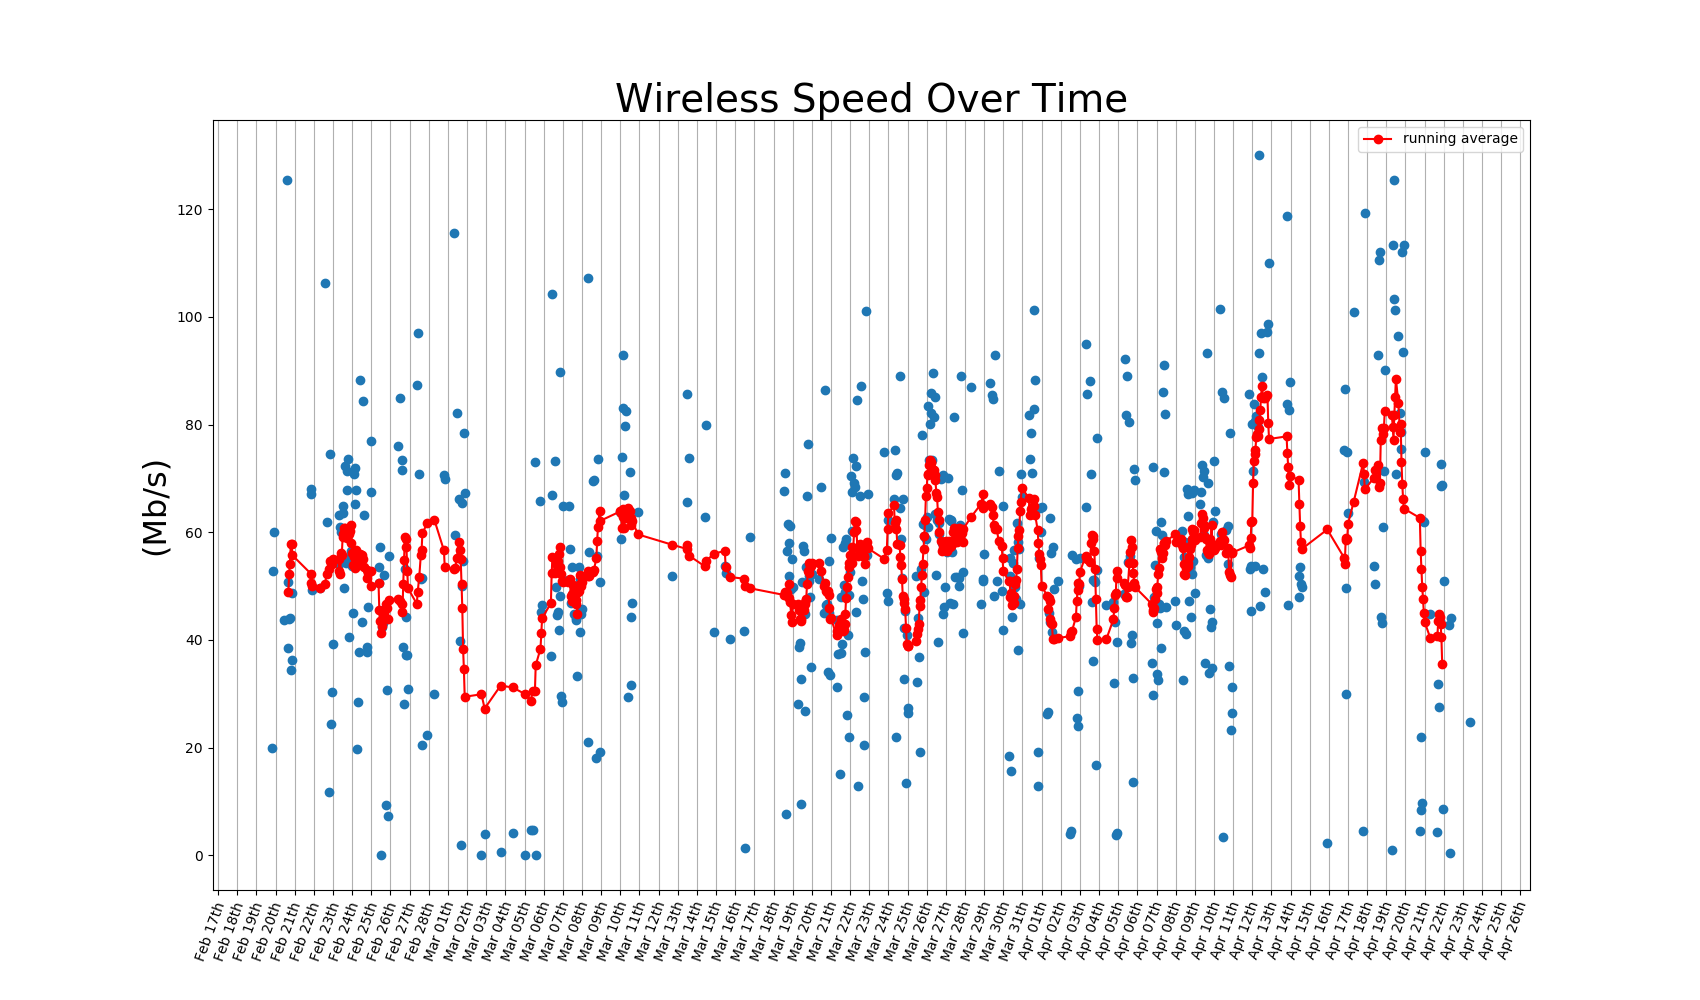 Wireless Speed Over Time
running average
(Mb/s)
120
100
80
60
40
20
0
Feb 17th
Feb 18th
Feb 19th
Feb 20th
Feb 21th
Feb 22th
Feb 23th
Feb 24th
Feb 25th
Feb 26th
Feb 27th
Feb 28th
Mar 01th
Mar 02th
Mar 03th
Mar 04th
Mar 05th
Mar 06th
Mar 07th
Mar 08th
Mar 09th
Mar 10th
Mar 11th
Mar 12th
Mar 13th
Mar 14th
Mar 15th
Mar 16th
Mar 17th
Mar 18th
Mar 19th
Mar 20th
Mar 21th
Mar 22th
Mar 23th
Mar 24th
Mar 25th
Mar 26th
Mar 27th
Mar 28th
Mar 29th
Mar 30th
Mar 31th
Apr 01th
Apr 02th
Apr 03th
Apr 04th
Apr 05th
Apr 06th
Apr 07th
Apr 08th
Apr 09th
Apr 10th
Apr 11th
Apr 12th
Apr 13th
Apr 14th
Apr 15th
Apr 16th
Apr 17th
Apr 18th
Apr 19th
Apr 20th
Apr 21th
Apr 22th
Apr 23th
Apr 24th
Apr 25th
Apr 26th